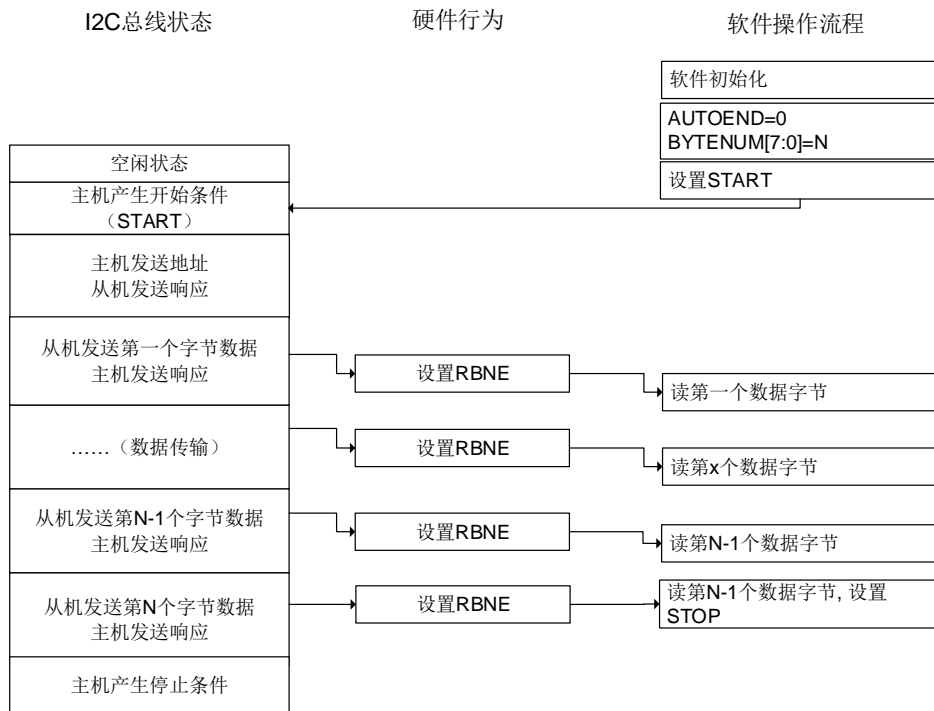 I2C总线状态
硬件行为
软件操作流程
软件初始化
AUTOEND=0
BYTENUM[7:0]=N
设置START
空闲状态
主机产生开始条件
（START）
主机发送地址
从机发送响应
从机发送第一个字节数据
主机发送响应
设置RBNE
读第一个数据字节
……（数据传输）
设置RBNE
读第x个数据字节
从机发送第N-1个字节数据
主机发送响应
设置RBNE
读第N-1个数据字节
从机发送第N个字节数据
主机发送响应
设置RBNE
读第N-1个数据字节, 设置
STOP
主机产生停止条件